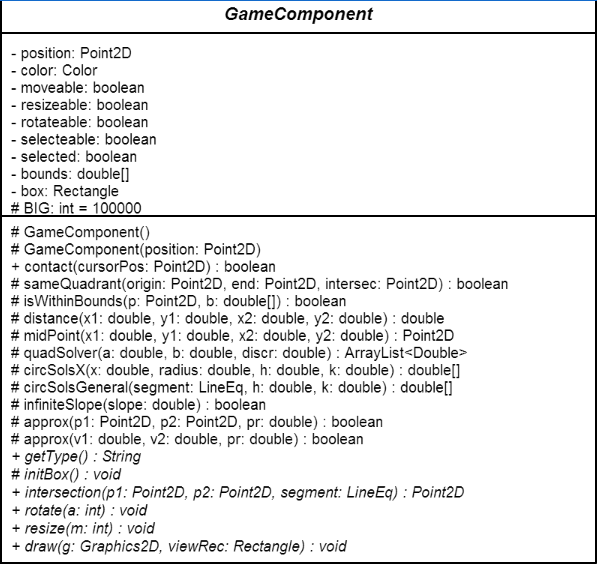 GameComponent
- position: Point2D
- color: Color
- moveable: boolean
- resizeable: boolean
- rotateable: boolean
- selecteable: boolean
- selected: boolean
- bounds: double[]
- box: Rectangle
# BIG: int = 100000
# GameComponent()
# GameComponent(position: Point2D)
+ contact(cursorPos: Point2D) : boolean
# sameQuadrant(origin: Point2D, end: Point2D, intersec: Point2D) : boolean
# isWithinBounds(p: Point2D, b: double[]) : boolean
# distance(x1: double, y1: double, x2: double, y2: double) : double
# midPoint(x1: double, y1: double, x2: double, y2: double) : Point2D
# quadSolver(a: double, b: double, discr: double) : ArrayList<Double>
# circSolsX(x: double, radius: double, h: double, k: double) : double[]
# circSolsGeneral(segment: LineEq, h: double, k: double) : double[]
# infiniteSlope(slope: double) : boolean
# approx(p1: Point2D, p2: Point2D, pr: double) : boolean
# approx(v1: double, v2: double, pr: double) : boolean
+ getType() : String
# initBox() : void
+ intersection(p1: Point2D, p2: Point2D, segment: LineEq) : Point2D
+ rotate(a: int) : void
+ resize(m: int) : void
+ draw(g: Graphics2D, viewRec: Rectangle) : void